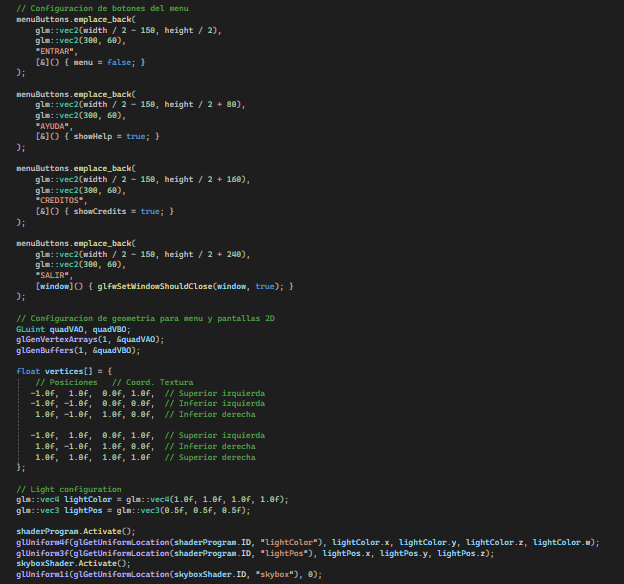 // Configuracion de botones del menu
menuButtons.emplace_back(
glm::vec2(width / 2 - 150, height / 2),
glm::vec2(300, 60),
"ENTRAR",
[&]() { menu = false; }
);
menuButtons.emplace_back(
glm::vec2(width / 2 - 150, height / 2 + 80),
glm::vec2(300, 60),
"AYUDA",
[&]() { showHelp = true; }
);
menuButtons.emplace_back(
glm::vec2(width / 2 - 150, height / 2 + 160),
glm::vec2(300, 60),
"CREDITOS",
[&]() { showCredits = true; }
);
menuButtons.emplace_back(
glm::vec2(width / 2 - 150, height / 2 + 240),
glm::vec2(300, 60),
"SALIR",
[window]() { glfwSetWindowShouldClose(window, true); }
);
// Configuracion de geometria para menu y pantallas 2D
GLuint quadVAO, quadVBO;
glGenVertexArrays(1, &quadVAO);
glGenBuffers(1, &quadVBO);
float vertices[] = {
// Posiciones // Coord. Textura
-1.0f, 1.0f, 0.0f, 1.0f, // Superior izquierda
-1.0f, -1.0f, 0.0f, 0.0f, // Inferior izquierda
1.0f, -1.0f, 1.0f, 0.0f, // Inferior derecha
-1.0f, 1.0f, 0.0f, 1.0f, // Superior izquierda
1.0f, -1.0f, 1.0f, 0.0f, // Inferior derecha
1.0f, 1.0f, 1.0f, 1.0f // Superior derecha
};
// Light configuration
glm::vec4 lightColor = glm::vec4(1.0f, 1.0f, 1.0f, 1.0f);
glm::vec3 lightPos = glm::vec3(0.5f, 0.5f, 0.5f);
shaderProgram.Activate();
glUniform4f(glGetUniformLocation(shaderProgram.ID, "lightColor"), lightColor.x, lightColor.y, lightColor.z, lightColor.w);
glUniform3f(glGetUniformLocation(shaderProgram.ID, "lightPos"), lightPos.x, lightPos.y, lightPos.z);
skyboxShader.Activate();
glUniform1i(glGetUniformLocation(skyboxShader.ID, "skybox"), 0);